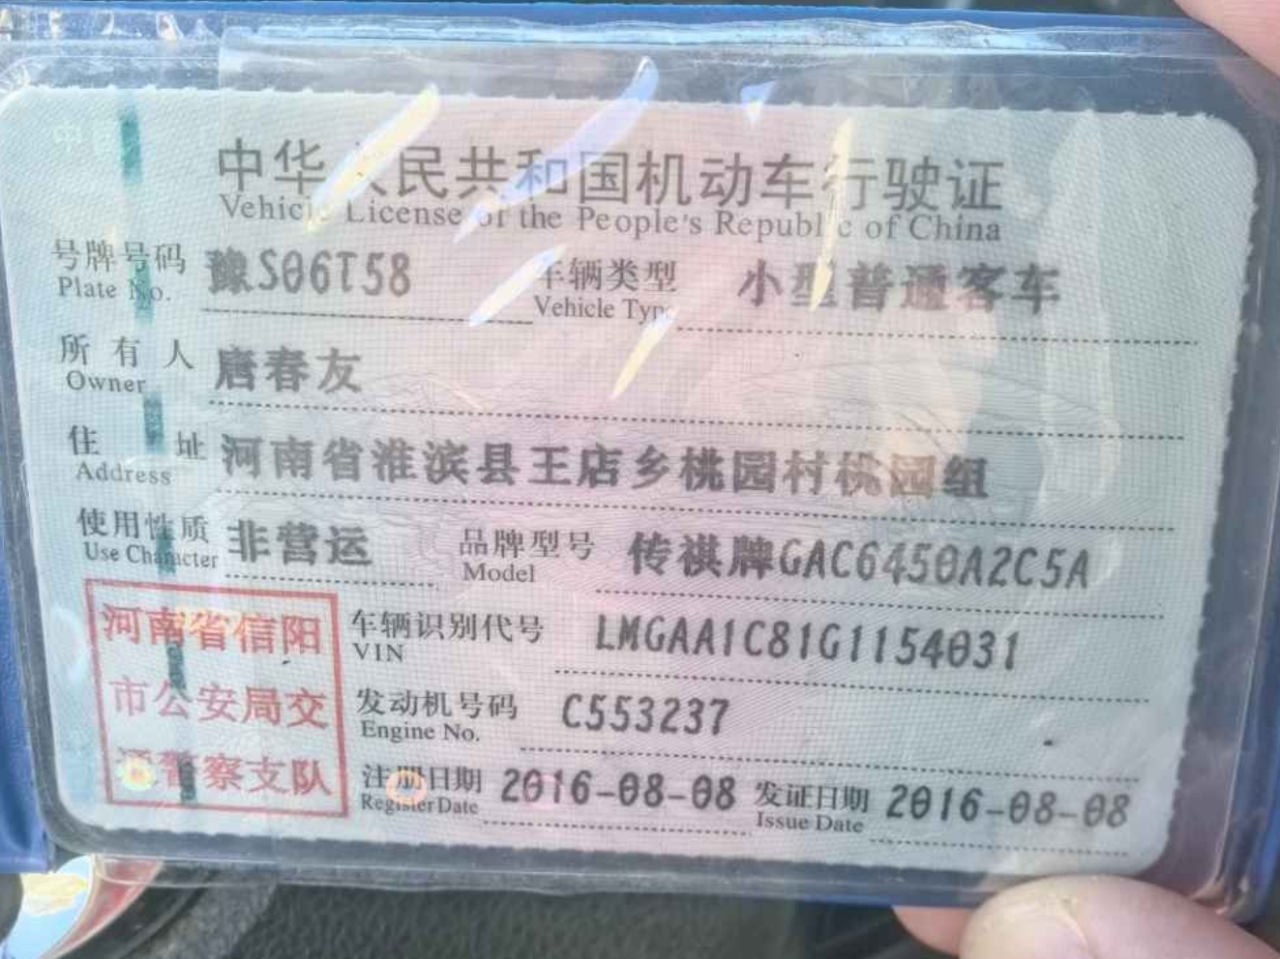 中华人民共和国机动车行驶证
Vehicle License of the People's Republic of China
号牌号码 豫S06T58 车辆类型 小型普通客车
Plate No. Vehicle Type
所有人 唐春友
Owner
住址 河南省淮滨县王店乡桃园村桃园组
Address
使用性质 非营运 品牌型号 传祺牌GAC6450A2C5A
Use Character Model
河南省信阳
市公安局交
通警察支队
车辆识别代号 LMGAA1C81G1154031
VIN
发动机号码 C553237
Engine No.
注册日期 2016-08-08 发证日期 2016-08-08
Register Date Issue Date